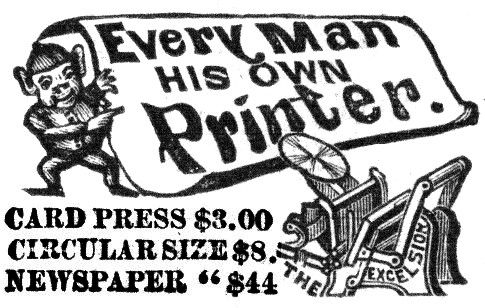 Every Man
HIS OWN
Printer.
CARD PRESS $3.00
CIRCULAR SIZE $8.
NEWSPAPER “ $44
THE
EXCELSIOR